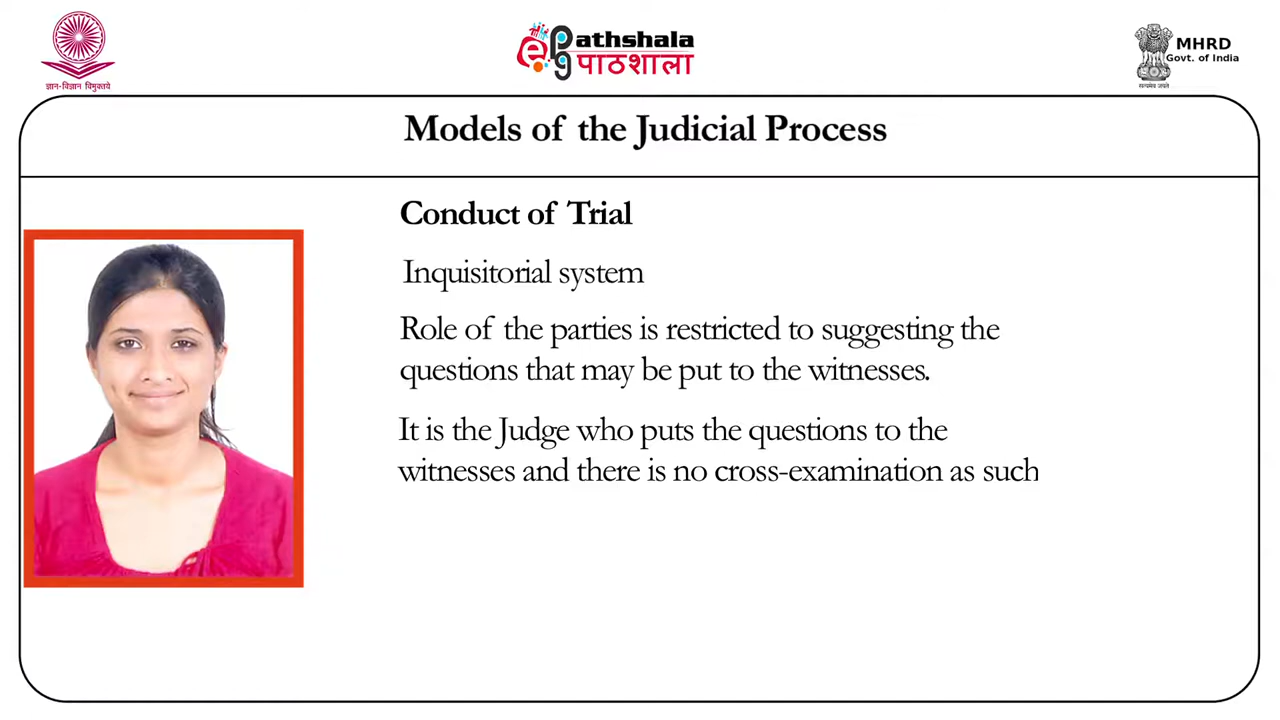 ज्ञान-विज्ञान विमुक्तये
epg Pathshala
पाठशाला
MHRD
Govt. of India
सत्यमेव जयते
Models of the Judicial Process
Conduct of Trial
Inquisitorial system
Role of the parties is restricted to suggesting the
questions that may be put to the witnesses.
It is the Judge who puts the questions to the
witnesses and there is no cross-examination as such